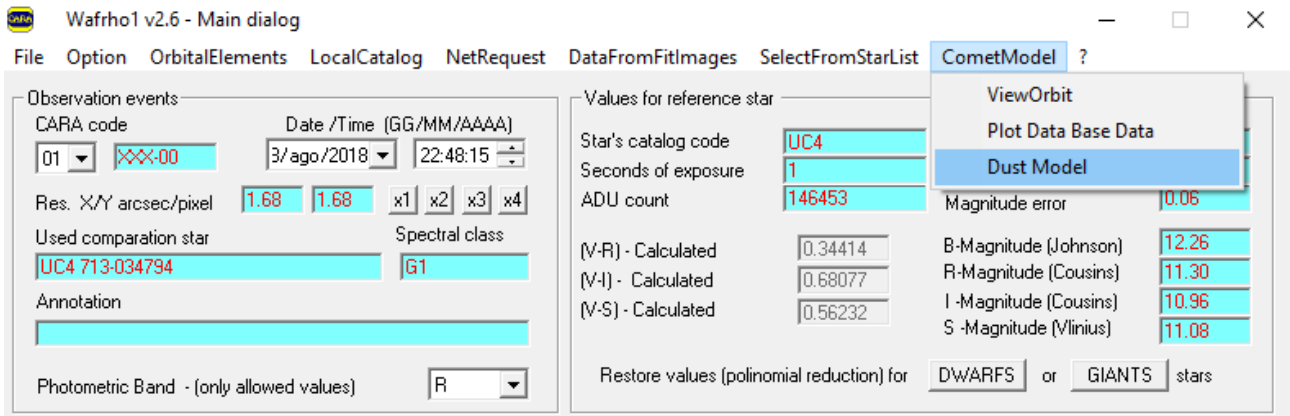 CARA Wafrho1 v2.6 - Main dialog
File Option OrbitalElements LocalCatalog NetRequest DataFromFitImages SelectFromStarList CometModel ?
ViewOrbit
Plot Data Base Data
Dust Model
Observation events
CARA code Date /Time (GG/MM/AAAA)
01 XXX-00 3/ago/2018 22:48:15
Res. X/Y arcsec/pixel 1.68 1.68 x1 x2 x3 x4
Used comparation star Spectral class
UC4 713-034794 G1
Annotation
Photometric Band - (only allowed values) R
Values for reference star
Star's catalog code UC4
Seconds of exposure 1
ADU count 146453 Magnitude error 0.06
(V-R) - Calculated 0.34414
(V-I) - Calculated 0.68077
(V-S) - Calculated 0.56232
B-Magnitude (Johnson) 12.26
R-Magnitude (Cousins) 11.30
I -Magnitude (Cousins) 10.96
S -Magnitude (Vlinius) 11.08
Restore values (polinomial reduction) for DWARFS or GIANTS stars